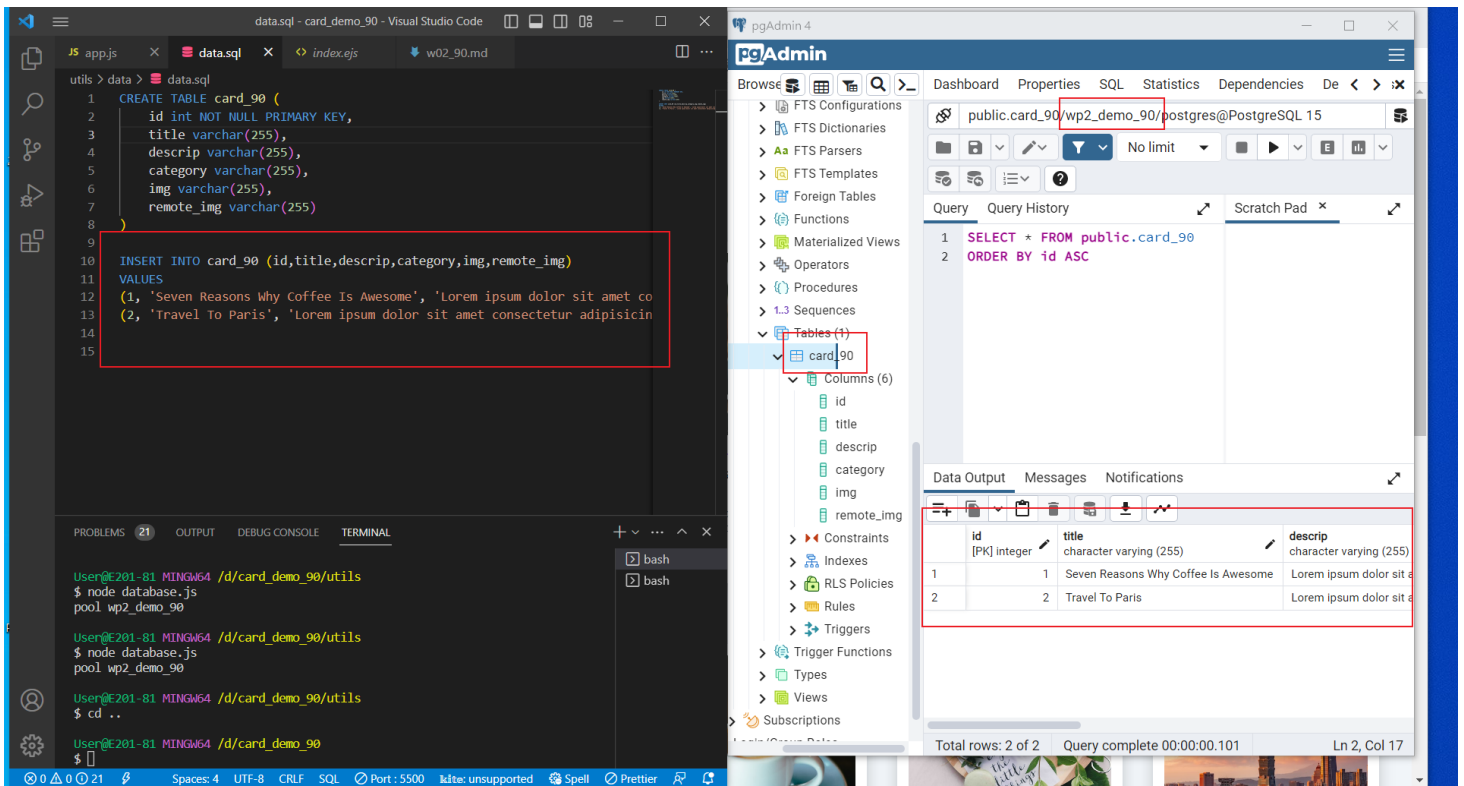 data.sql - card_demo_90 - Visual Studio Code
JS app.js
data.sql
index.ejs
w02_90.md
utils > data > data.sql
1 CREATE TABLE card_90 (
2 id int NOT NULL PRIMARY KEY,
3 title varchar(255),
4 descrip varchar(255),
5 category varchar(255),
6 img varchar(255),
7 remote_img varchar(255)
8 )
9
10 INSERT INTO card_90 (id,title,descrip,category,img,remote_img)
11 VALUES
12 (1, 'Seven Reasons Why Coffee Is Awesome', 'Lorem ipsum dolor sit amet co
13 (2, 'Travel To Paris', 'Lorem ipsum dolor sit amet consectetur adipisicin
14
15
PROBLEMS 21 OUTPUT DEBUG CONSOLE TERMINAL
bash
bash
User@E201-81 MINGW64 /d/card_demo_90/utils
$ node database.js
pool wp2_demo_90
User@E201-81 MINGW64 /d/card_demo_90/utils
$ node database.js
pool wp2_demo_90
User@E201-81 MINGW64 /d/card_demo_90/utils
$ cd ..
User@E201-81 MINGW64 /d/card_demo_90
$
0 0 21 Spaces: 4 UTF-8 CRLF SQL Port : 5500 kite: unsupported Spell Prettier
pgAdmin 4
pgAdmin
Browse
FTS Configurations
FTS Dictionaries
Aa FTS Parsers
FTS Templates
Foreign Tables
Functions
Materialized Views
Operators
Procedures
1..3 Sequences
Tables (1)
card_90
Columns (6)
id
title
descrip
category
img
remote_img
Constraints
Indexes
RLS Policies
Rules
Triggers
Trigger Functions
Types
Views
Subscriptions
Dashboard Properties SQL Statistics Dependencies De
public.card_90/wp2_demo_90/postgres@PostgreSQL 15
No limit
E
Query Query History
Scratch Pad
1 SELECT * FROM public.card_90
2 ORDER BY id ASC
Data Output Messages Notifications
id title descrip
[PK] integer character varying (255) character varying (255)
1 1 Seven Reasons Why Coffee Is Awesome Lorem ipsum dolor sit a
2 2 Travel To Paris Lorem ipsum dolor sit a
Total rows: 2 of 2 Query complete 00:00:00.101 Ln 2, Col 17